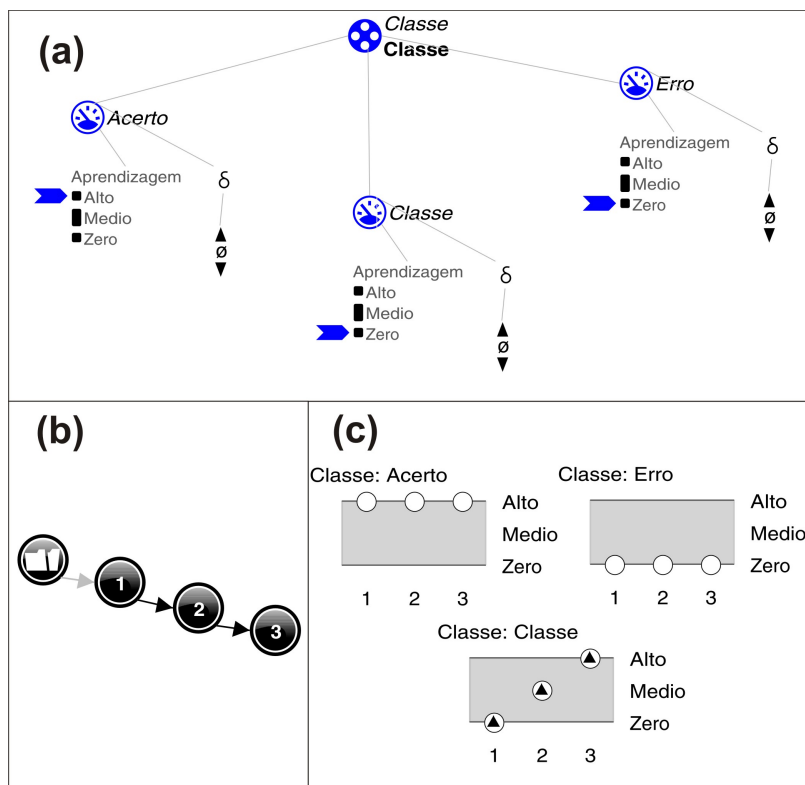 (a)
Classe
Classe
Acerto
Erro
Aprendizagem
Alto
Medio
Zero
δ
ø
Classe
Aprendizagem
Alto
Medio
Zero
δ
ø
Aprendizagem
Alto
Medio
Zero
δ
ø
(b)
1
2
3
(c)
Classe: Acerto
Alto
Medio
Zero
1 2 3
Classe: Erro
Alto
Medio
Zero
1 2 3
Classe: Classe
Alto
Medio
Zero
1 2 3